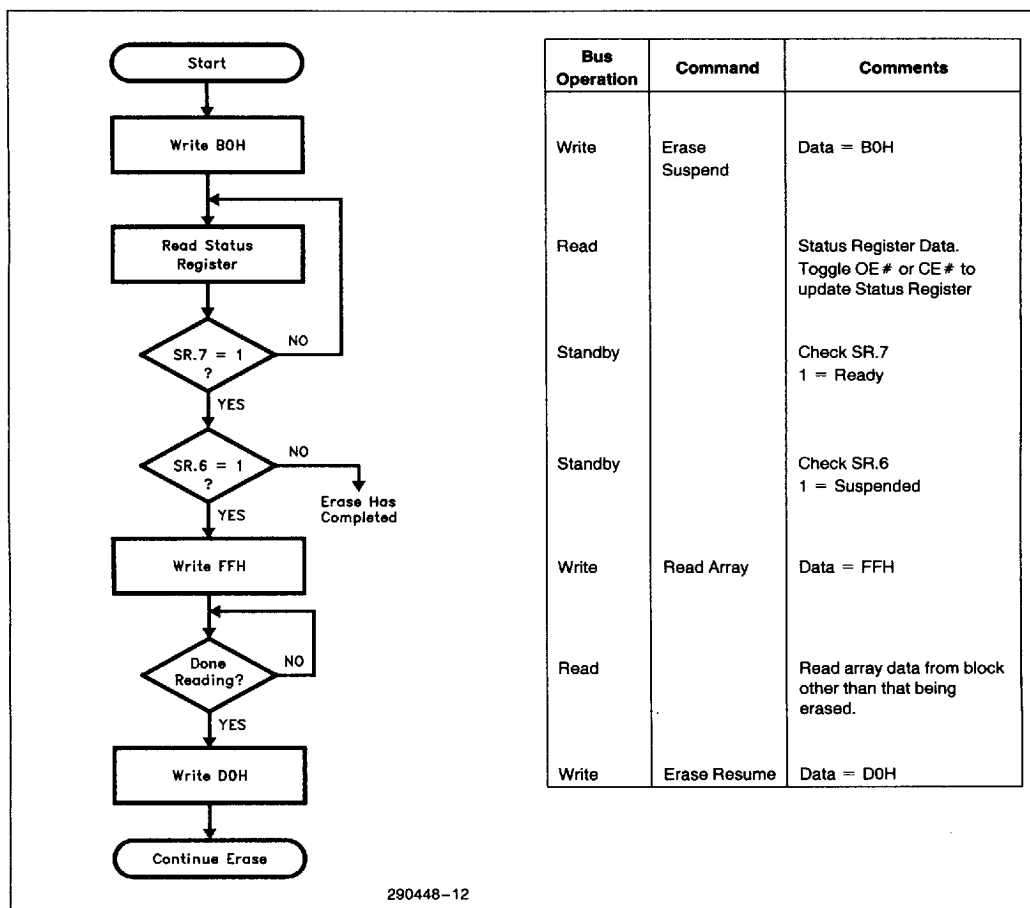 Start
Write B0H
Read Status
Register
SR.7 = 1
?
NO
YES
SR.6 = 1
?
NO
Erase Has
Completed
YES
Write FFH
Done
Reading?
NO
YES
Write D0H
Continue Erase
Bus
Operation
Command
Comments
Write
Erase
Suspend
Data = B0H
Read
Status Register Data.
Toggle OE# or CE# to
update Status Register
Standby
Check SR.7
1 = Ready
Standby
Check SR.6
1 = Suspended
Write
Read Array
Data = FFH
Read
Read array data from block
other than that being
erased.
Write
Erase Resume
Data = D0H
290448–12